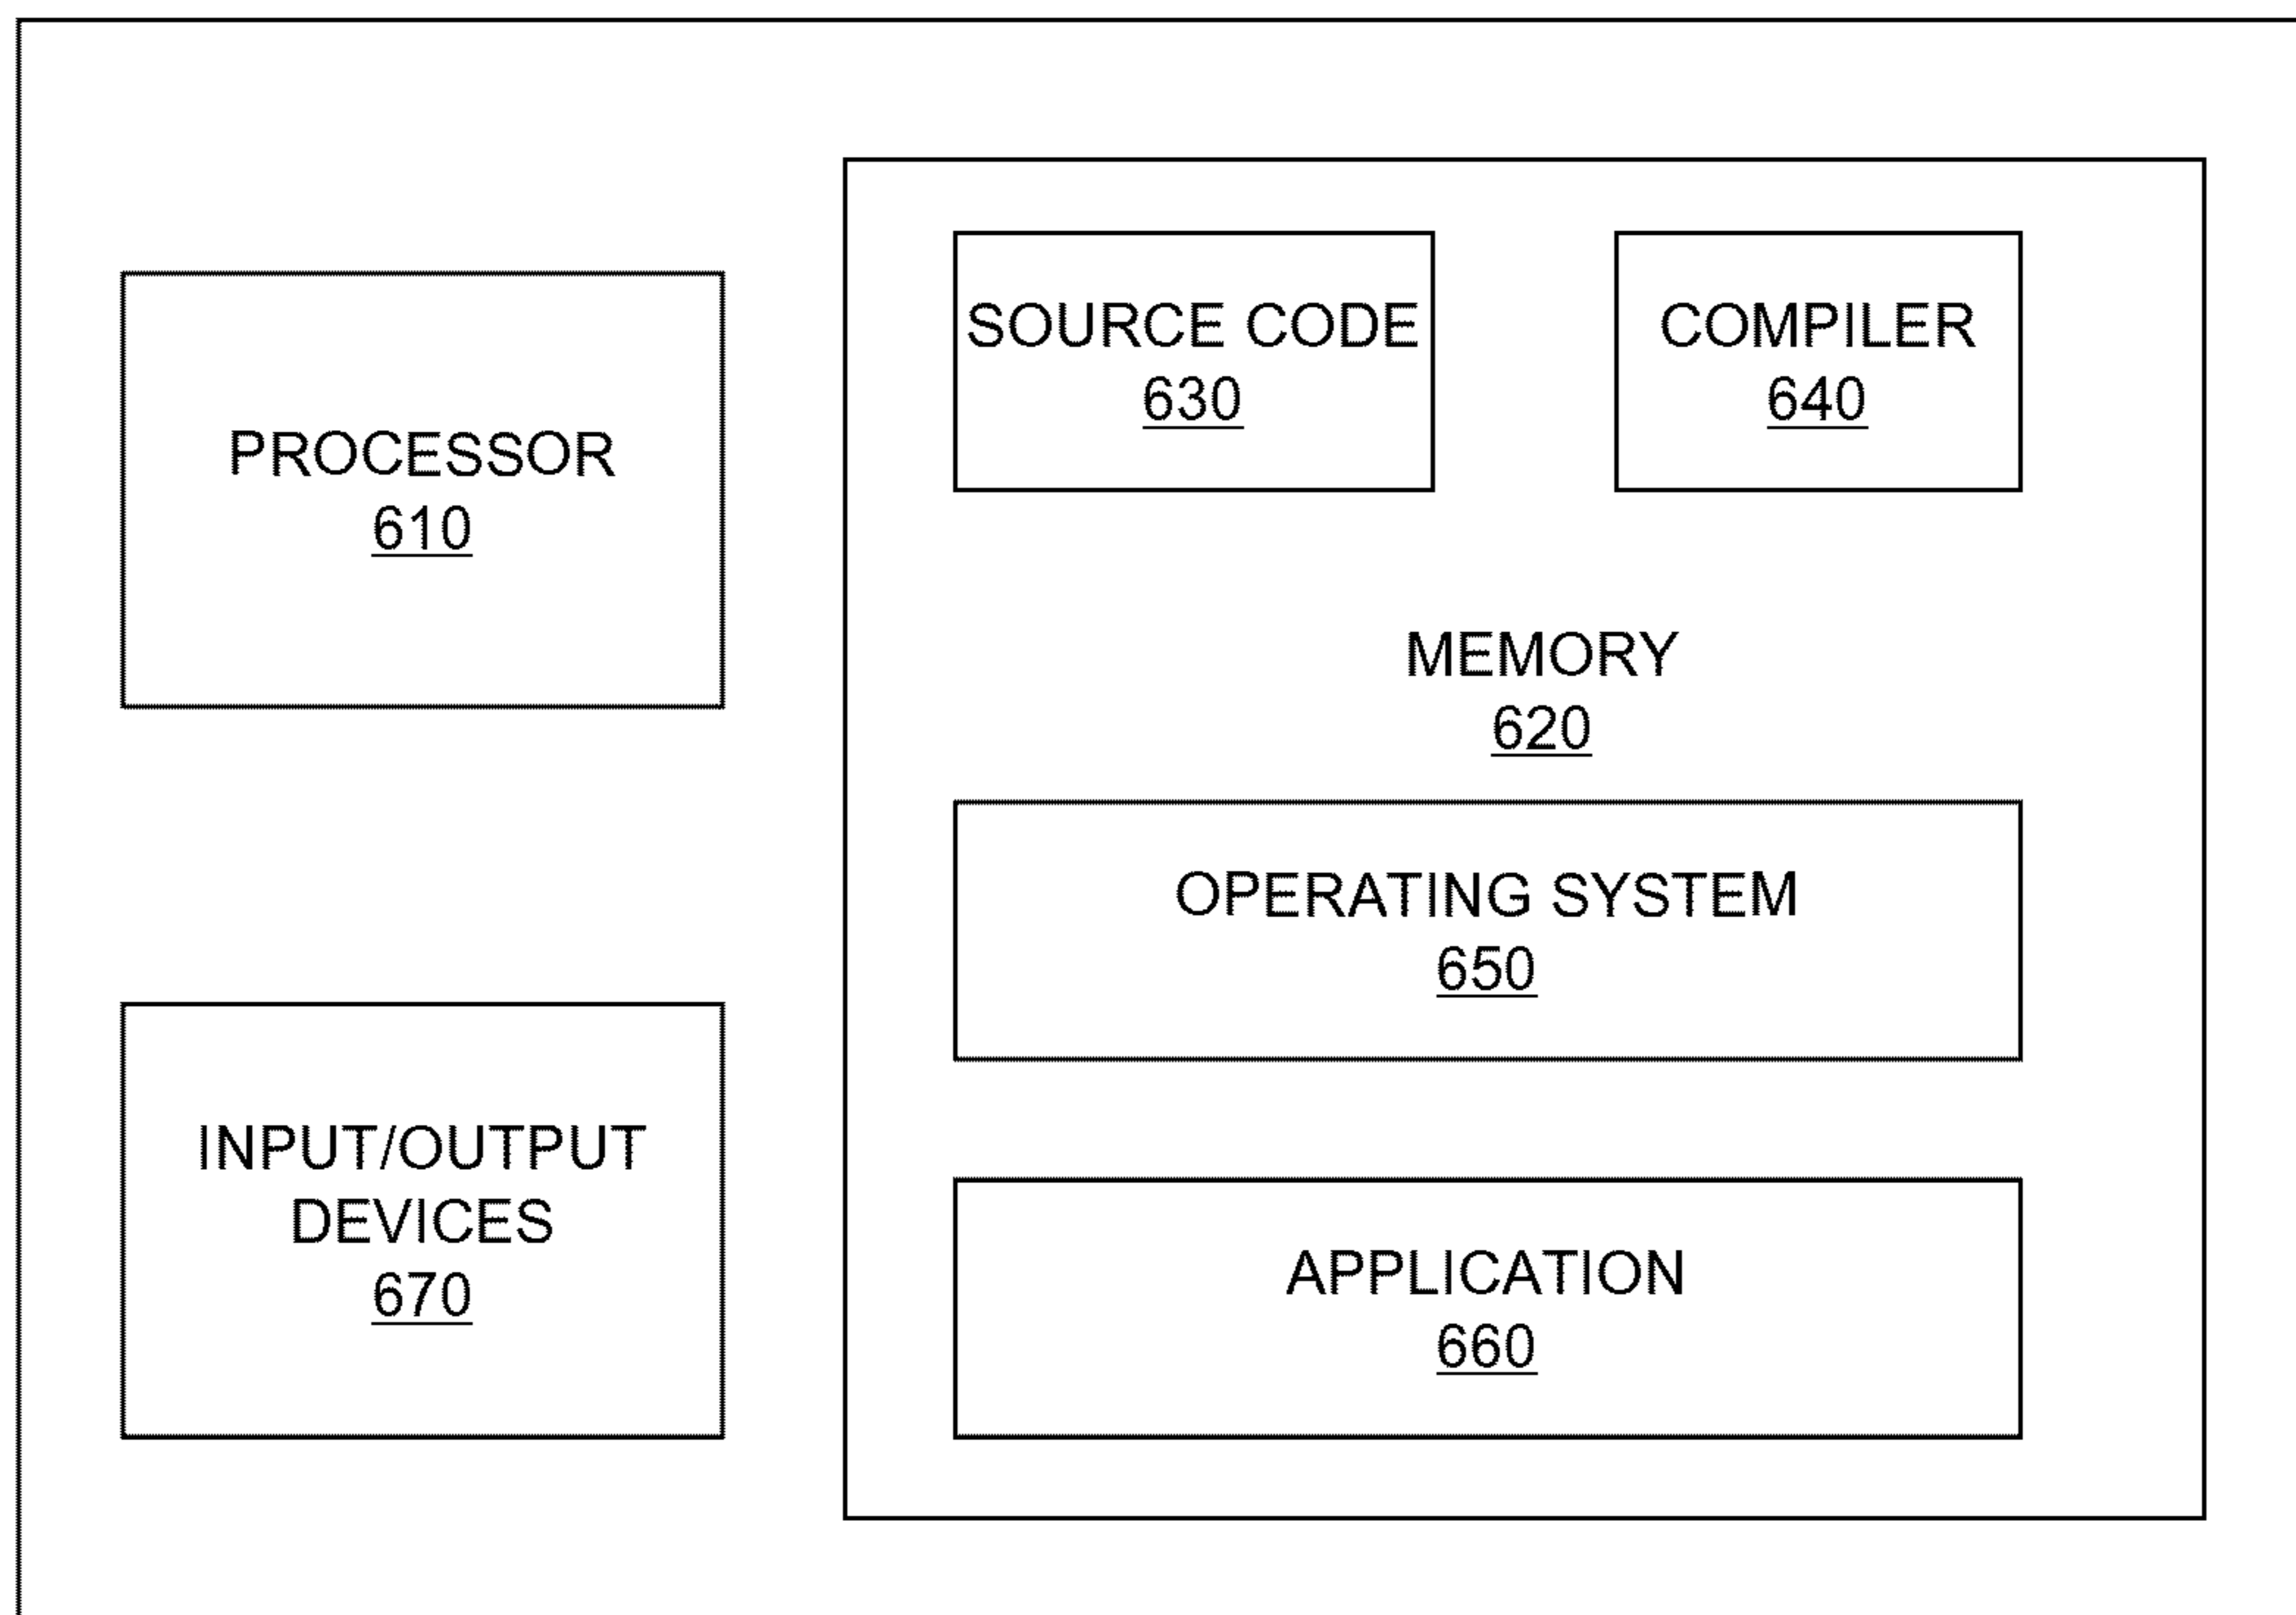 PROCESSOR
610
INPUT/OUTPUT
DEVICES
670
SOURCE CODE
630
COMPILER
640
MEMORY
620
OPERATING SYSTEM
650
APPLICATION
660